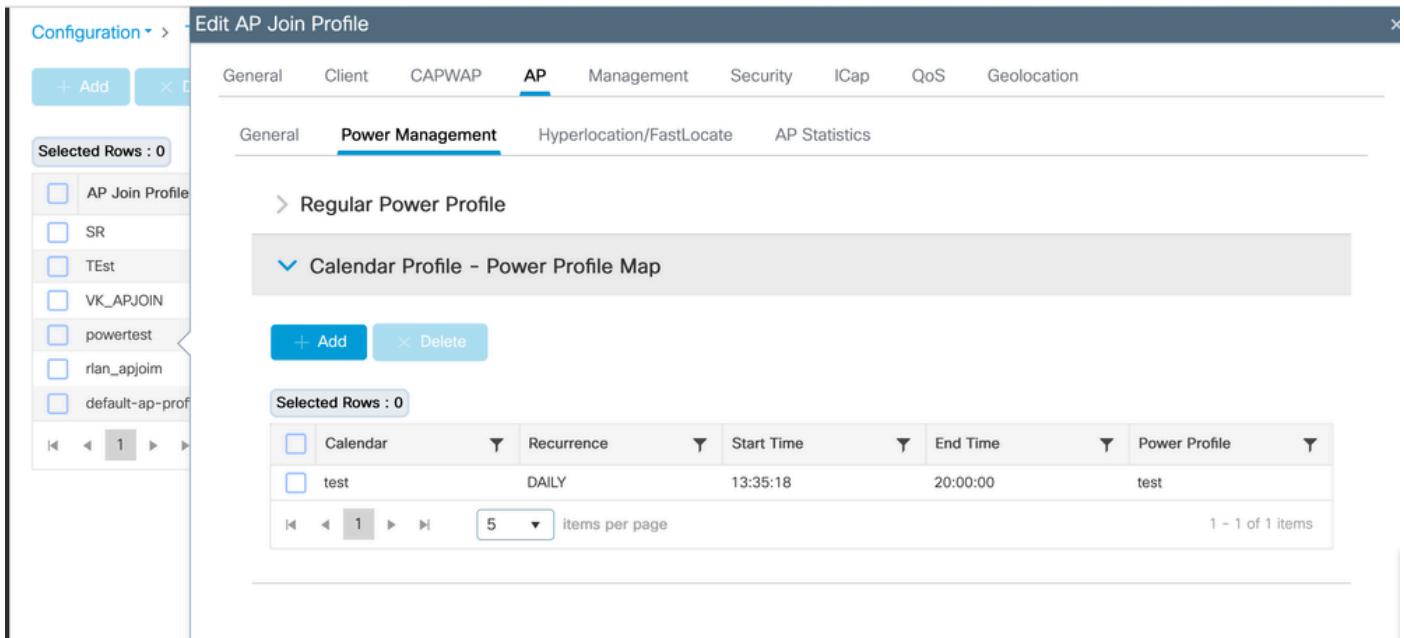 Configuration >
Edit AP Join Profile
+ Add
×
General Client CAPWAP AP Management Security ICap QoS Geolocation
General Power Management Hyperlocation/FastLocate AP Statistics
Selected Rows : 0
AP Join Profile
SR
TEst
VK_APJOIN
powertest
rlan_apjoim
default-ap-prof
1
Regular Power Profile
Calendar Profile - Power Profile Map
+ Add
× Delete
Selected Rows : 0
Calendar Recurrence Start Time End Time Power Profile
test DAILY 13:35:18 20:00:00 test
1 5 items per page 1 - 1 of 1 items